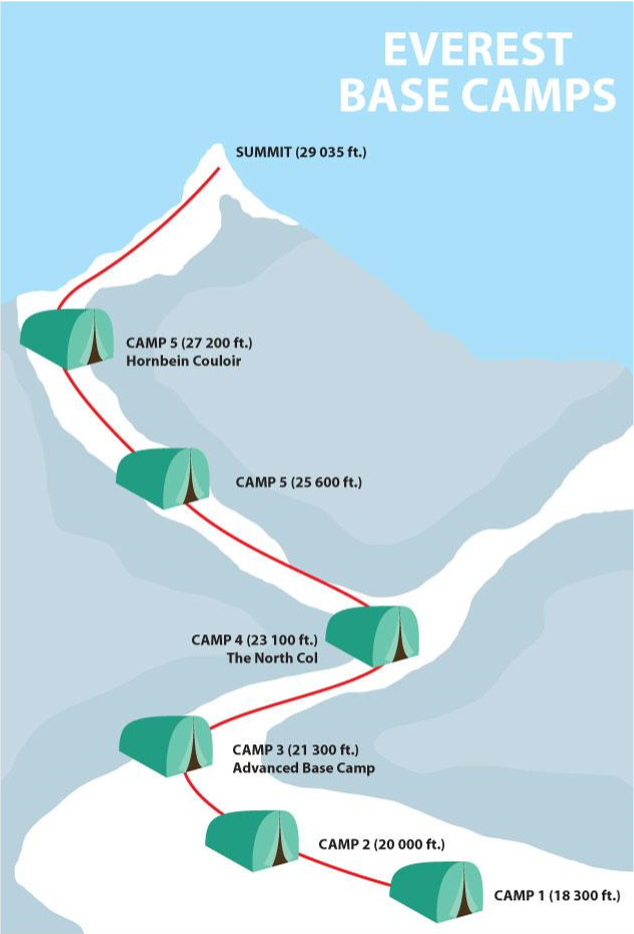 EVEREST
BASE CAMPS
SUMMIT (29 035 ft.)
CAMP 5 (27 200 ft.)
Hornbein Couloir
CAMP 5 (25 600 ft.)
CAMP 4 (23 100 ft.)
The North Col
CAMP 3 (21 300 ft.)
Advanced Base Camp
CAMP 2 (20 000 ft.)
CAMP 1 (18 300 ft.)